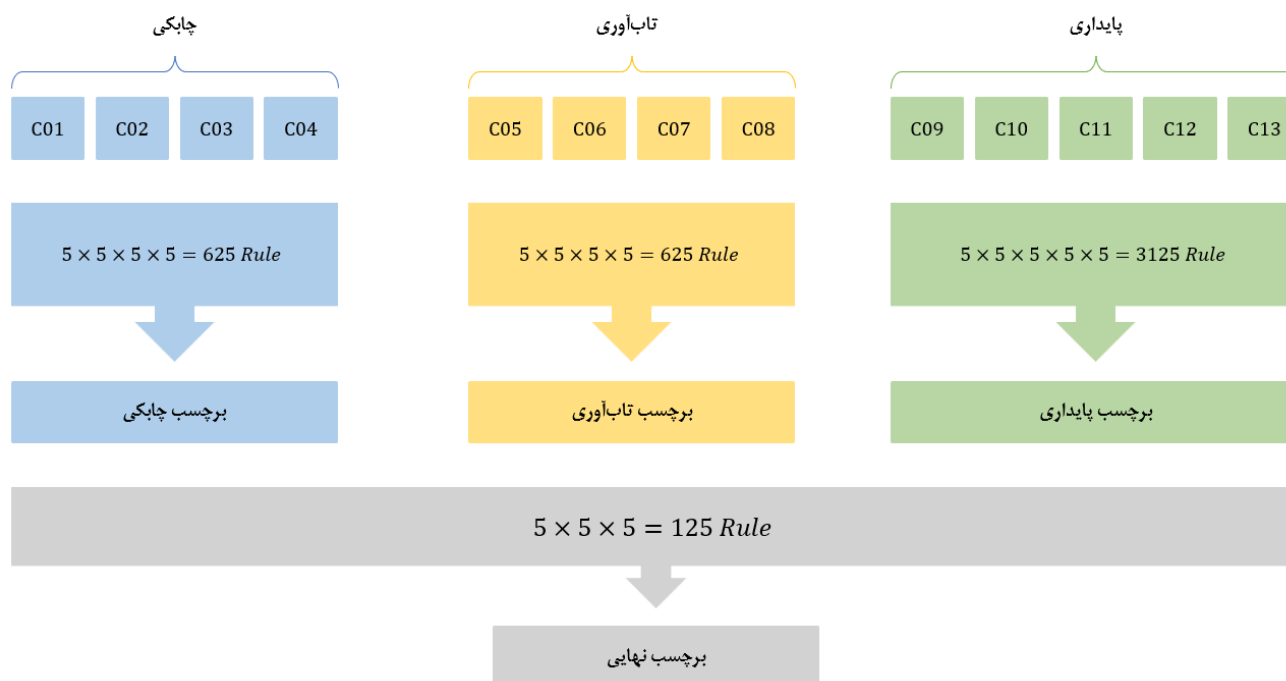 چابکی
تاب‌آوری
پایداری
C01 C02 C03 C04
C05 C06 C07 C08
C09 C10 C11 C12 C13
5 × 5 × 5 × 5 = 625 Rule
5 × 5 × 5 × 5 = 625 Rule
5 × 5 × 5 × 5 × 5 = 3125 Rule
برچسب چابکی
برچسب تاب‌آوری
برچسب پایداری
5 × 5 × 5 = 125 Rule
برچسب نهایی